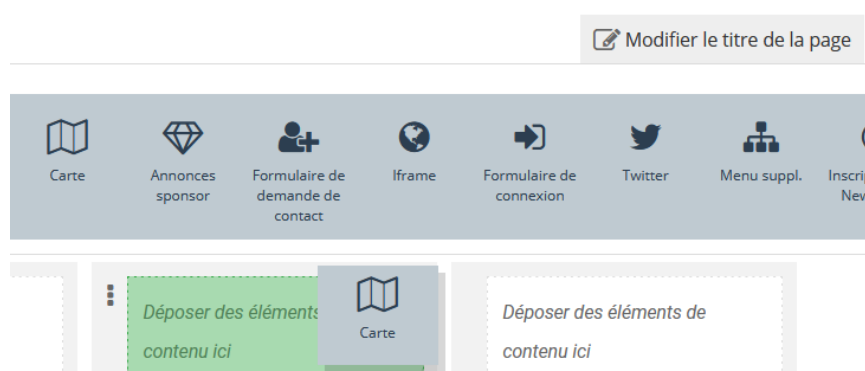 Modifier le titre de la page
Carte
Annonces
sponsor
Formulaire de
demande de
contact
Iframe
Formulaire de
connexion
Twitter
Menu suppl.
Déposer des éléments
contenu ici
Carte
Déposer des éléments de
contenu ici